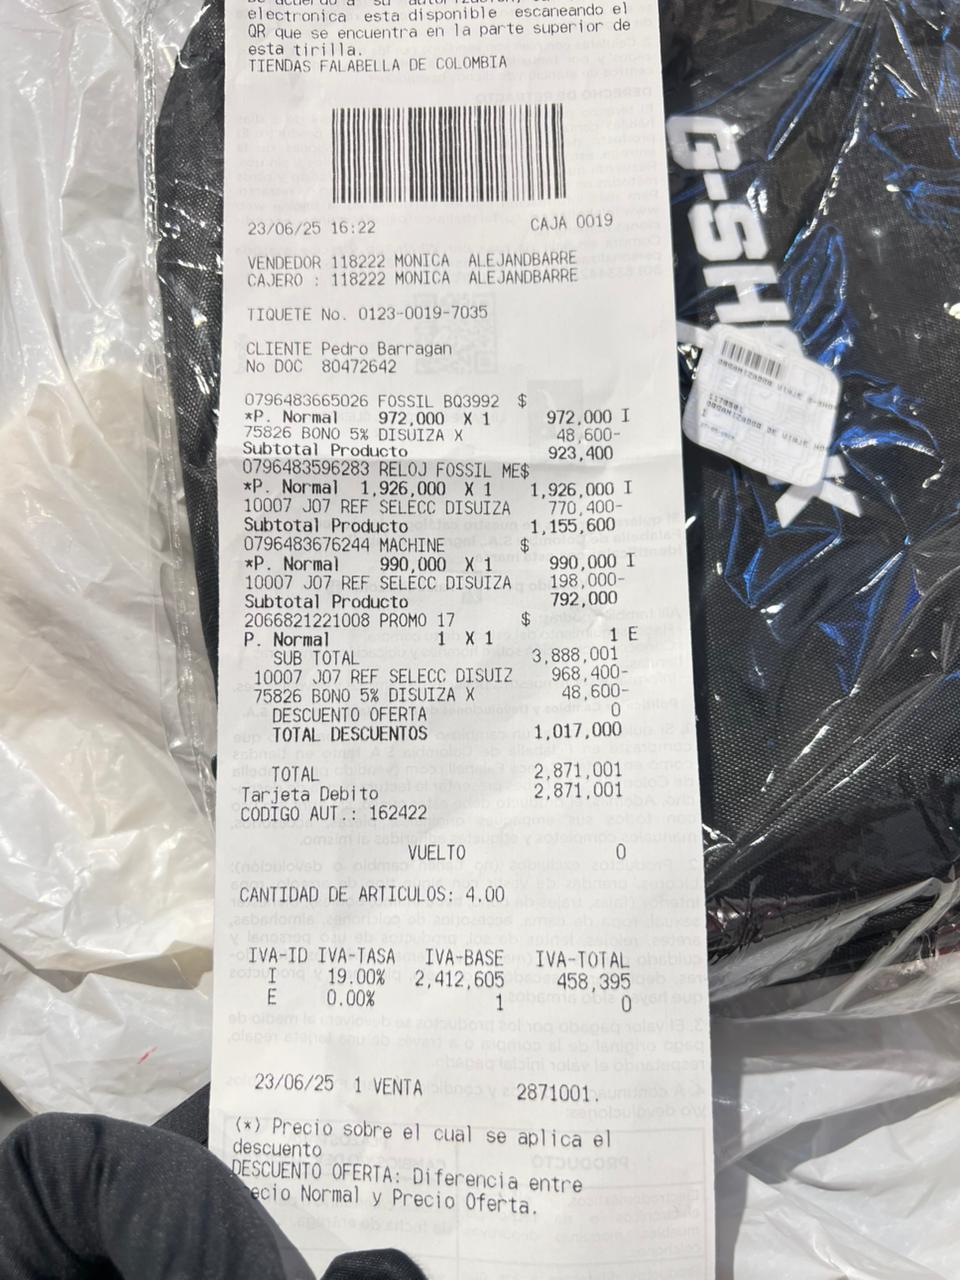 De acuerdo a su autorizacion,
electronica esta disponible escaneando el
QR que se encuentra en la parte superior de
esta tirilla.
TIENDAS FALABELLA DE COLOMBIA
23/06/25 16:22 CAJA 0019
VENDEDOR 118222 MONICA ALEJANDBARRE
CAJERO : 118222 MONICA ALEJANDBARRE
TIQUETE No. 0123-0019-7035
CLIENTE Pedro Barragan
No DOC 80472642
0796483665026 FOSSIL BQ3992 $
*P. Normal 972,000 X 1 972,000 I
75826 BONO 5% DISUIZA X 48,600-
Subtotal Producto 923,400
0796483596283 RELOJ FOSSIL ME$
*P. Normal 1,926,000 X 1 1,926,000 I
10007 J07 REF SELECC DISUIZA 770,400-
Subtotal Producto 1,155,600
0796483676244 MACHINE $
*P. Normal 990,000 X 1 990,000 I
10007 J07 REF SELECC DISUIZA 198,000-
Subtotal Producto 792,000
2066821221008 PROMO 17 $
P. Normal 1 X 1 1 E
SUB TOTAL 3,888,001
10007 J07 REF SELECC DISUIZ 968,400-
75826 BONO 5% DISUIZA X 48,600-
DESCUENTO OFERTA 0
TOTAL DESCUENTOS 1,017,000
TOTAL 2,871,001
Tarjeta Debito 2,871,001
CODIGO AUT.: 162422
VUELTO 0
CANTIDAD DE ARTICULOS: 4.00
IVA-ID IVA-TASA IVA-BASE IVA-TOTAL
I 19.00% 2,412,605 458,395
E 0.00% 1 0
23/06/25 1 VENTA 2871001.
(*) Precio sobre el cual se aplica el
descuento
DESCUENTO OFERTA: Diferencia entre
ecio Normal y Precio Oferta.
G-SH